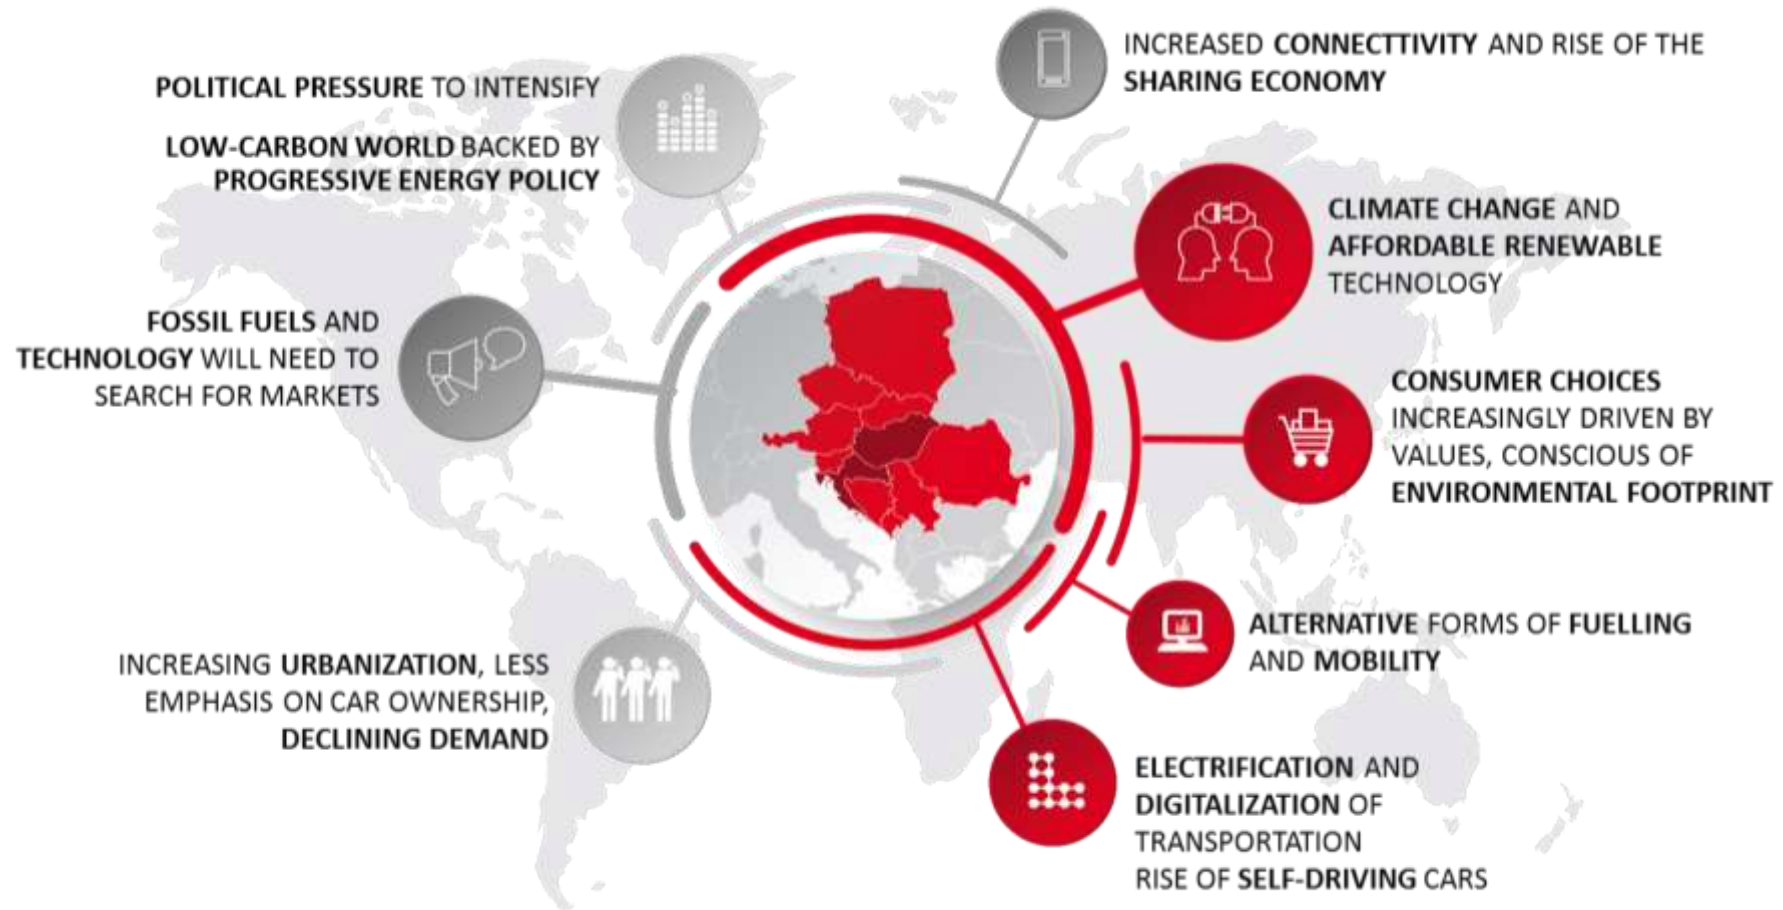 POLITICAL PRESSURE TO INTENSIFY
LOW-CARBON WORLD BACKED BY
PROGRESSIVE ENERGY POLICY
FOSSIL FUELS AND
TECHNOLOGY WILL NEED TO
SEARCH FOR MARKETS
INCREASING URBANIZATION, LESS
EMPHASIS ON CAR OWNERSHIP,
DECLINING DEMAND
INCREASED CONNECTTIVITY AND RISE OF THE
SHARING ECONOMY
CLIMATE CHANGE AND
AFFORDABLE RENEWABLE
TECHNOLOGY
CONSUMER CHOICES
INCREASINGLY DRIVEN BY
VALUES, CONSCIOUS OF
ENVIRONMENTAL FOOTPRINT
ALTERNATIVE FORMS OF FUELLING
AND MOBILITY
ELECTRIFICATION AND
DIGITALIZATION OF
TRANSPORTATION
RISE OF SELF-DRIVING CARS